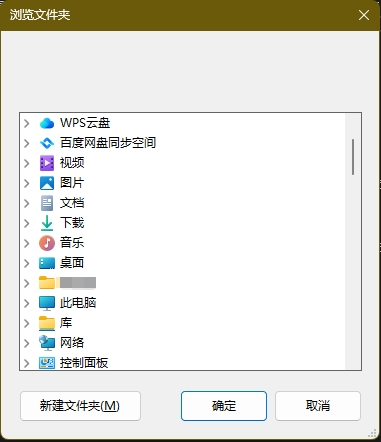 浏览文件夹
WPS云盘
百度网盘同步空间
视频
图片
文档
下载
音乐
桌面
此电脑
库
网络
控制面板
新建文件夹(M)
确定
取消